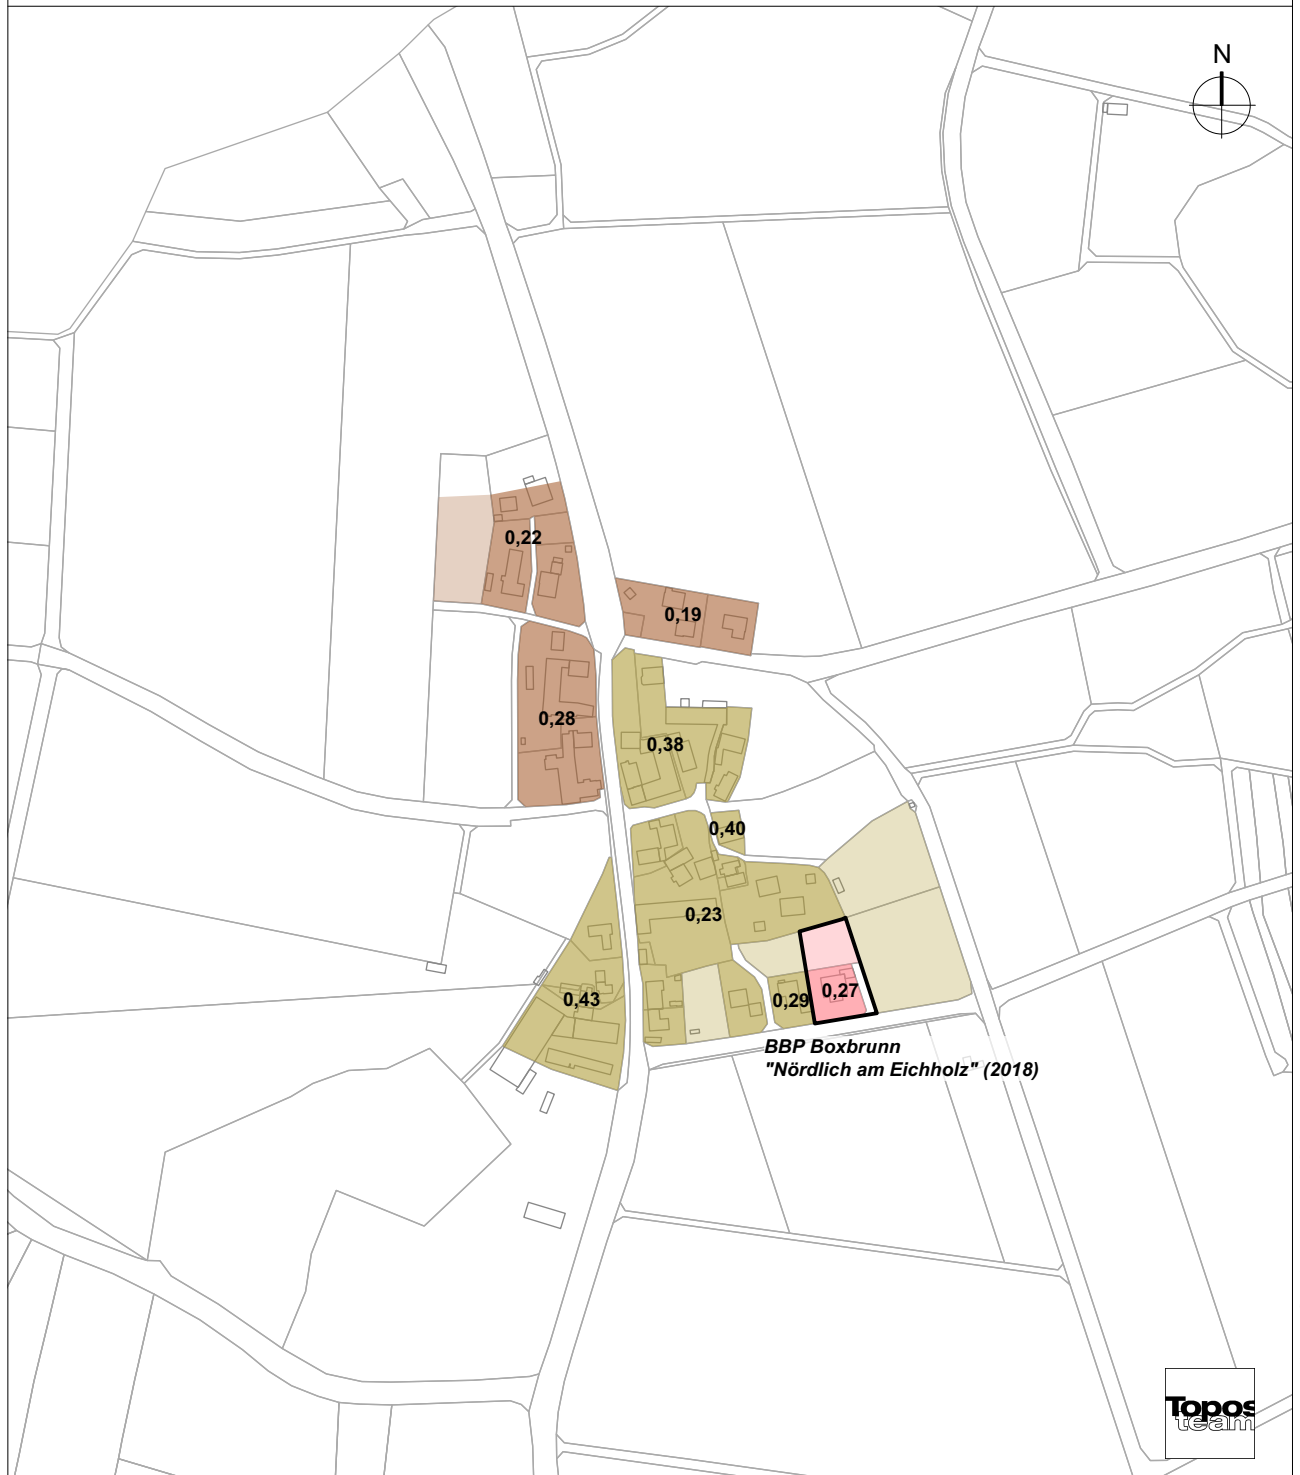 N
0,22
0,19
0,28
0,38
0,40
0,23
0,43
0,29
0,27
BBP Boxbrunn
"Nördlich am Eichholz" (2018)
Topos
team